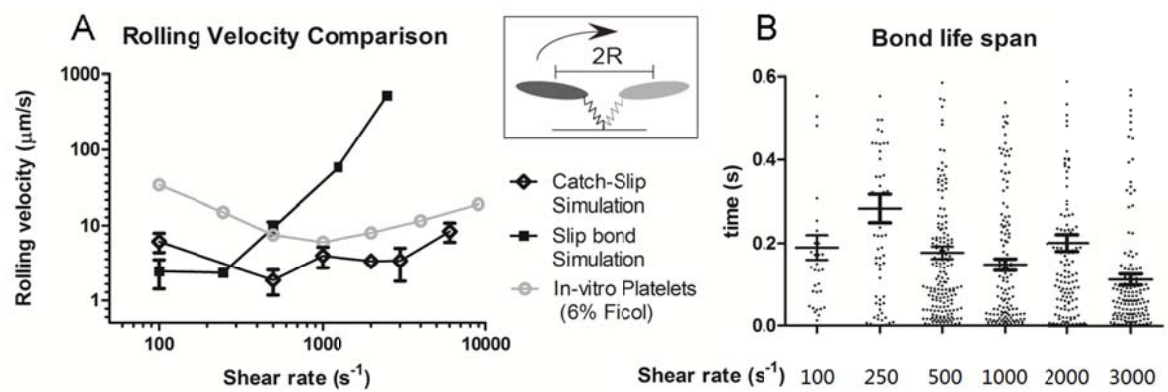 A
Rolling Velocity Comparison
Rolling velocity (μm/s)
1000
100
10
1
100
1000
10000
Shear rate (s-1)
2R
Catch-Slip
Simulation
Slip bond
Simulation
In-vitro Platelets
(6% Ficol)
B
Bond life span
time (s)
0.6
0.4
0.2
0.0
Shear rate (s-1) 100 250 500 1000 2000 3000